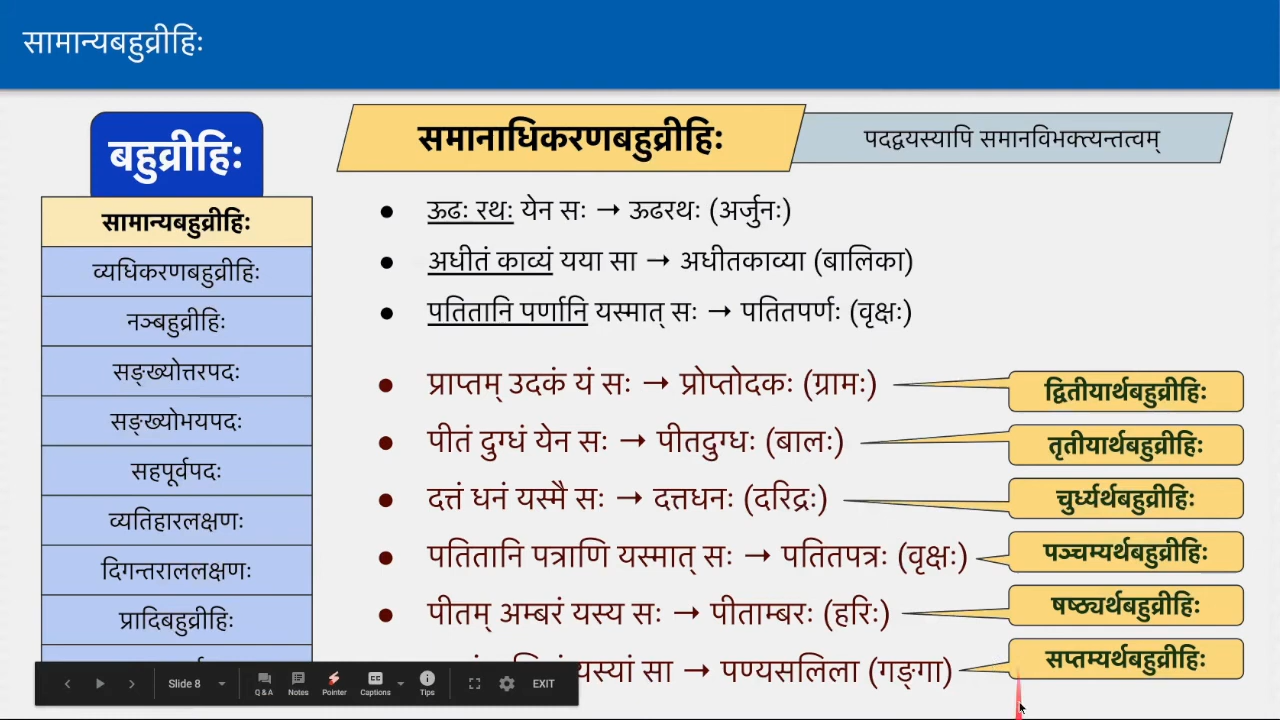 सामान्यबहुव्रीहिः
बहुव्रीहिः
सामान्यबहुव्रीहिः
व्यधिकरणबहुव्रीहिः
नञ्बहुव्रीहिः
सङ्ख्योत्तरपदः
सङ्ख्योभयपदः
सहपूर्वपदः
व्यतिहारलक्षणः
दिगन्तराललक्षणः
प्रादिबहुव्रीहिः
समानाधिकरणबहुव्रीहिः
पदद्वयस्यापि समानविभक्त्यन्तत्वम्
● ऊढः रथः येन सः → ऊढरथः (अर्जुनः)
● अधीतं काव्यं यया सा → अधीतकाव्या (बालिका)
● पतितानि पर्णानि यस्मात् सः → पतितपर्णः (वृक्षः)
● प्राप्तम् उदकं यं सः → प्रोप्तोदकः (ग्रामः)
द्वितीयार्थबहुव्रीहिः
● पीतं दुग्धं येन सः → पीतदुग्धः (बालः)
तृतीयार्थबहुव्रीहिः
● दत्तं धनं यस्मै सः → दत्तधनः (दरिद्रः)
चुर्ध्यर्थबहुव्रीहिः
● पतितानि पत्राणि यस्मात् सः → पतितपत्रः (वृक्षः)
पञ्चम्यर्थबहुव्रीहिः
● पीतम् अम्बरं यस्य सः → पीताम्बरः (हरिः)
षष्ठ्यर्थबहुव्रीहिः
यस्यां सा → पण्यसलिला (गङ्गा)
सप्तम्यर्थबहुव्रीहिः
Slide 8
Q & A
Notes
Pointer
Captions
Tips
EXIT